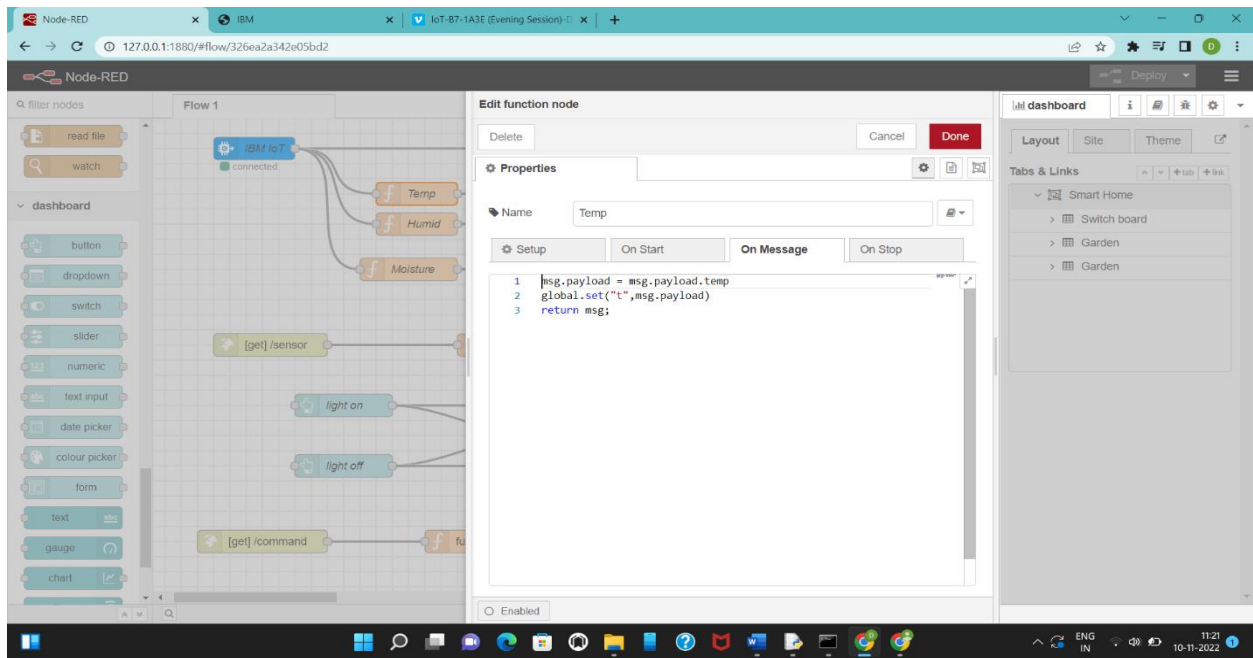 Node-RED
IBM
IoT-B7-1A3E (Evening Session)-D
127.0.0.1:1880/#flow/326ea2a342e05bd2
D
Node-RED
Deploy
filter nodes
Flow 1
Edit function node
dashboard
i
read file
watch
dashboard
button
dropdown
switch
slider
numeric
text input
date picker
colour picker
form
text
abc
gauge
chart
IBM IoT
connected
Temp
Humid
Moisture
[get] /sensor
light on
light off
[get] /command
fu
Delete
Cancel
Done
Properties
Name
Temp
Setup
On Start
On Message
On Stop
1 msg.payload = msg.payload.temp
2 global.set("t",msg.payload)
3 return msg;
Enabled
Layout
Site
Theme
Tabs & Links
+ tab
+ link
Smart Home
Switch board
Garden
Garden
ENG
IN
11:21
10-11-2022
1